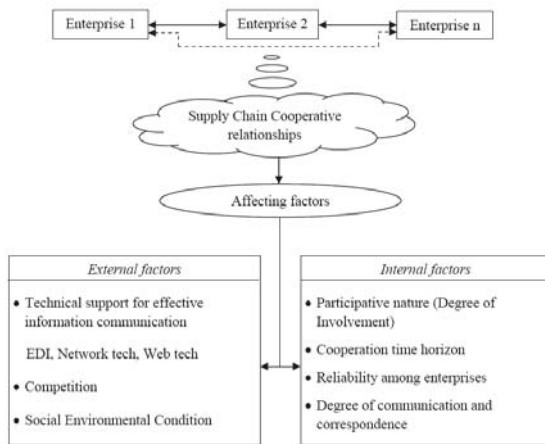 Enterprise 1
Enterprise 2
Enterprise n
Supply Chain Cooperative
relationships
Affecting factors
External factors
• Technical support for effective
information communication
EDI, Network tech, Web tech
• Competition
• Social Environmental Condition
Internal factors
• Participative nature (Degree of
Involvement)
• Cooperation time horizon
• Reliability among enterprises
• Degree of communication and
correspondence